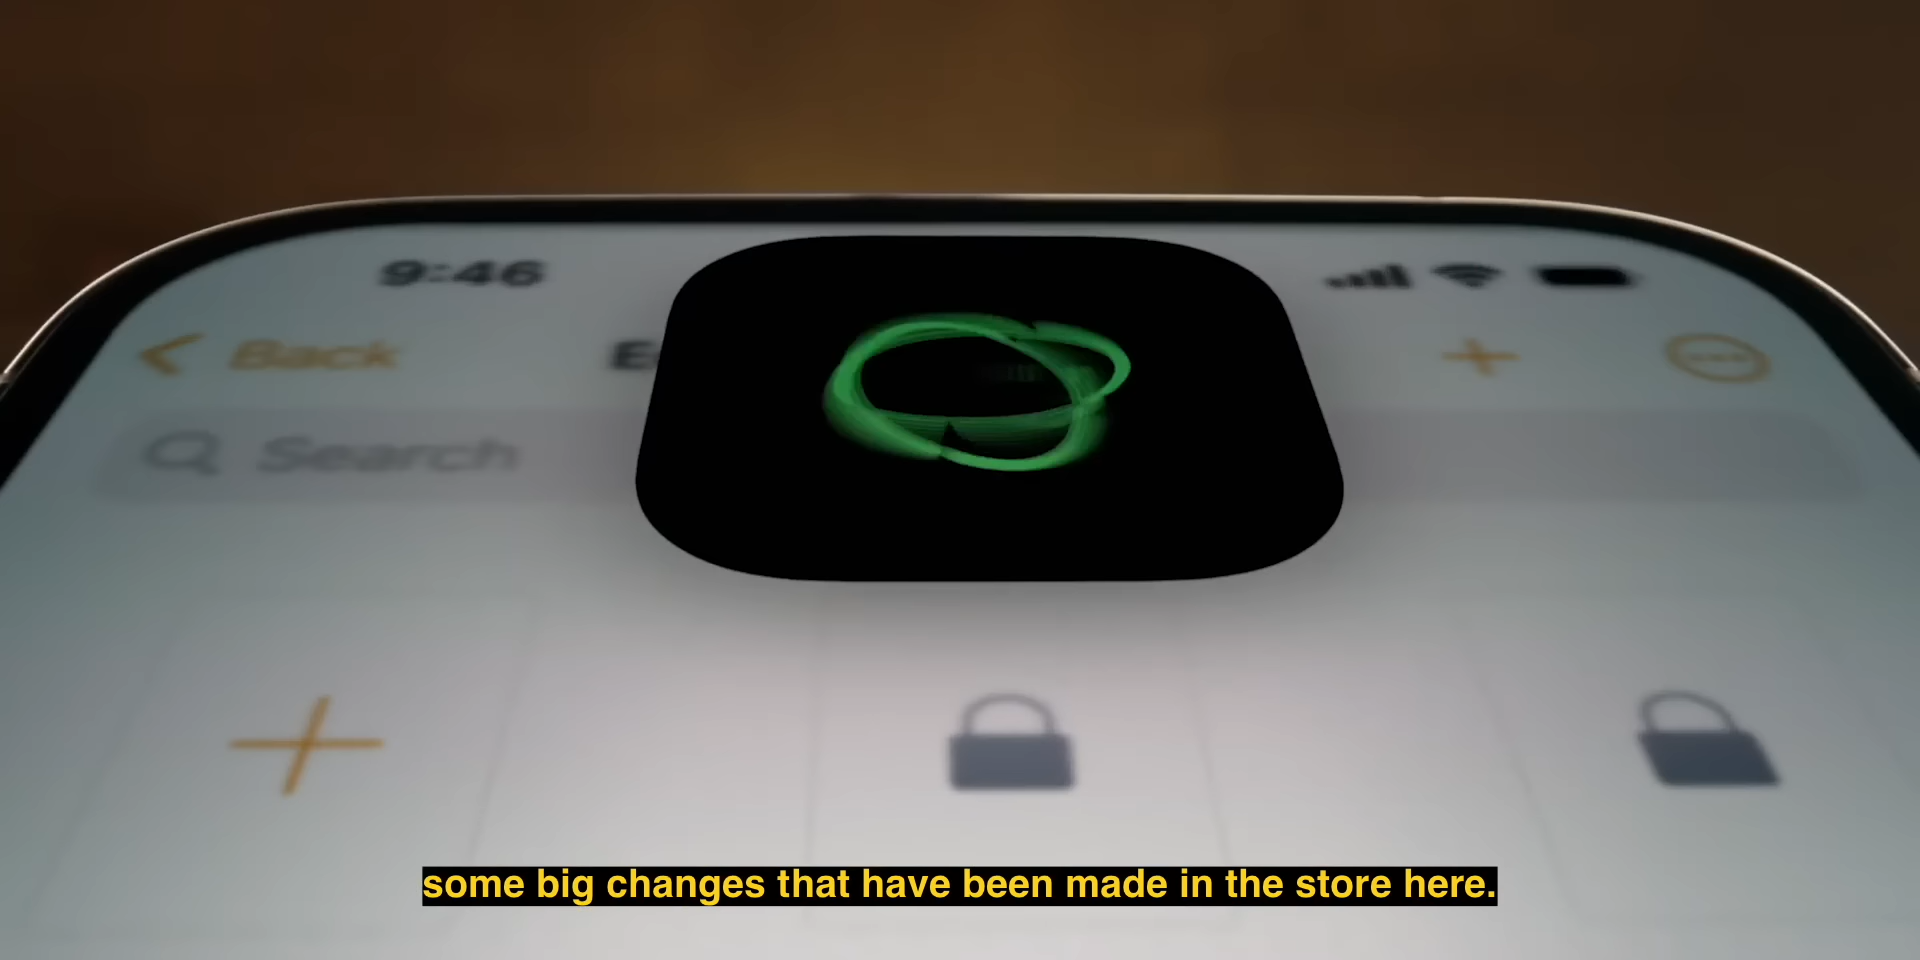 9:46
Back
Search
some big changes that have been made in the store here.